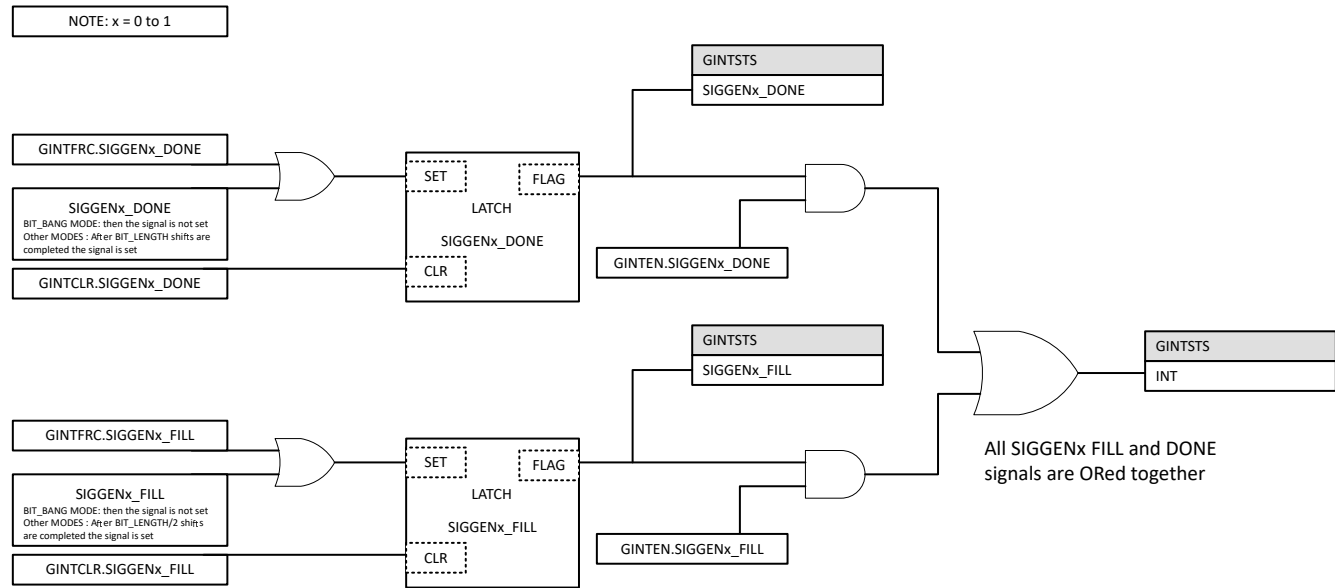 NOTE: x = 0 to 1
GINTSTS
SIGGENx_DONE
GINTFRC.SIGGENx_DONE
SIGGENx_DONE
BIT_BANG MODE: then the signal is not set
Other MODES : After BIT_LENGTH shifts are
completed the signal is set
GINTCLR.SIGGENx_DONE
SET
FLAG
LATCH
SIGGENx_DONE
CLR
GINTEN.SIGGENx_DONE
GINTSTS
SIGGENx_FILL
GINTSTS
INT
All SIGGENx FILL and DONE
signals are ORed together
GINTFRC.SIGGENx_FILL
SIGGENx_FILL
BIT_BANG MODE: then the signal is not set
Other MODES : After BIT_LENGTH/2 shifts
are completed the signal is set
GINTCLR.SIGGENx_FILL
SET
FLAG
LATCH
SIGGENx_FILL
CLR
GINTEN.SIGGENx_FILL